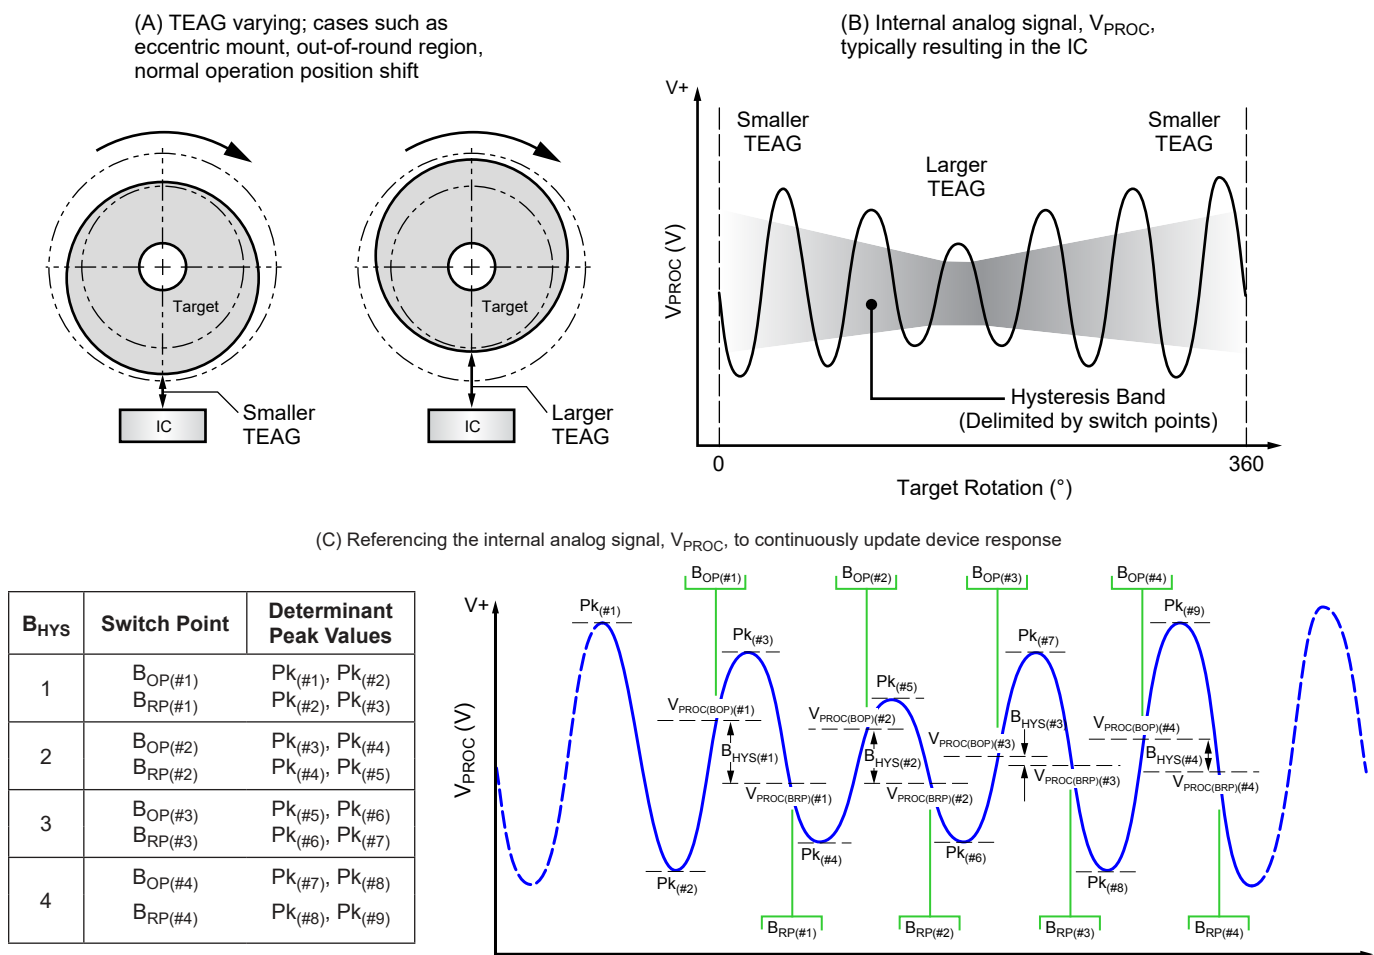 (A) TEAG varying; cases such as
eccentric mount, out-of-round region,
normal operation position shift
Target
IC
Smaller
TEAG
Target
IC
Larger
TEAG
(B) Internal analog signal, VPROC,
typically resulting in the IC
V+
VPROC (V)
Smaller
TEAG
Larger
TEAG
Smaller
TEAG
Hysteresis Band
(Delimited by switch points)
0
360
Target Rotation (°)
(C) Referencing the internal analog signal, VPROC, to continuously update device response
BHYS Switch Point Determinant
Peak Values
1
BOP(#1) Pk(#1), Pk(#2)
BRP(#1) Pk(#2), Pk(#3)
2
BOP(#2) Pk(#3), Pk(#4)
BRP(#2) Pk(#4), Pk(#5)
3
BOP(#3) Pk(#5), Pk(#6)
BRP(#3) Pk(#6), Pk(#7)
4
BOP(#4) Pk(#7), Pk(#8)
BRP(#4) Pk(#8), Pk(#9)
V+
VPROC (V)
BOP(#1)
BOP(#2)
BOP(#3)
BOP(#4)
Pk(#1)
Pk(#3)
Pk(#5)
Pk(#7)
Pk(#9)
VPROC(BOP)(#1)
BHYS(#1)
VPROC(BRP)(#1)
VPROC(BOP)(#2)
BHYS(#2)
VPROC(BRP)(#2)
VPROC(BOP)(#3)
BHYS(#3)
VPROC(BRP)(#3)
VPROC(BOP)(#4)
BHYS(#4)
VPROC(BRP)(#4)
Pk(#2)
Pk(#4)
Pk(#6)
Pk(#8)
BRP(#1)
BRP(#2)
BRP(#3)
BRP(#4)